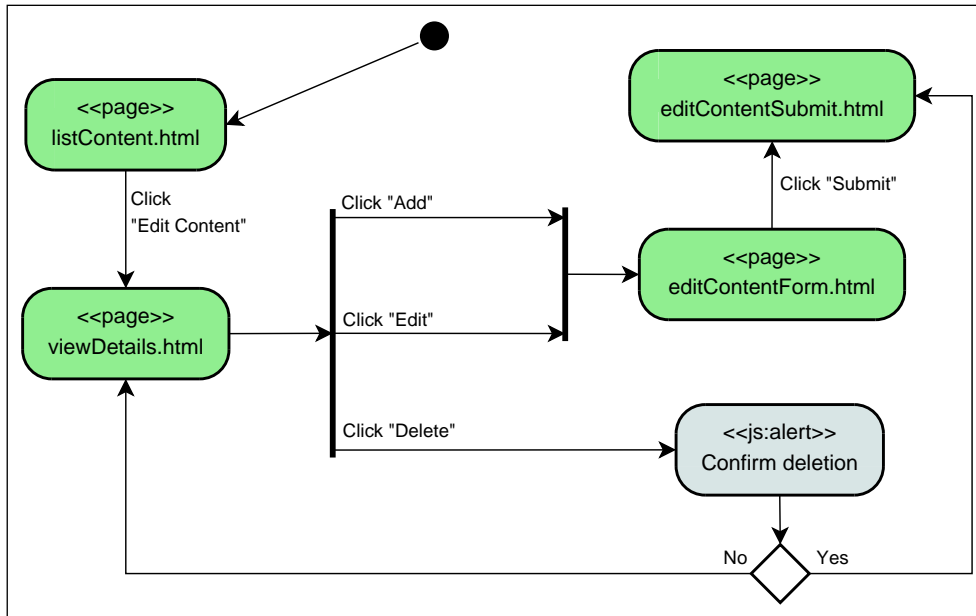 <<page>>
listContent.html
<<page>>
editContentSubmit.html
Click
"Edit Content"
Click "Add"
Click "Submit"
<<page>>
viewDetails.html
Click "Edit"
<<page>>
editContentForm.html
Click "Delete"
<<js:alert>>
Confirm deletion
No
Yes